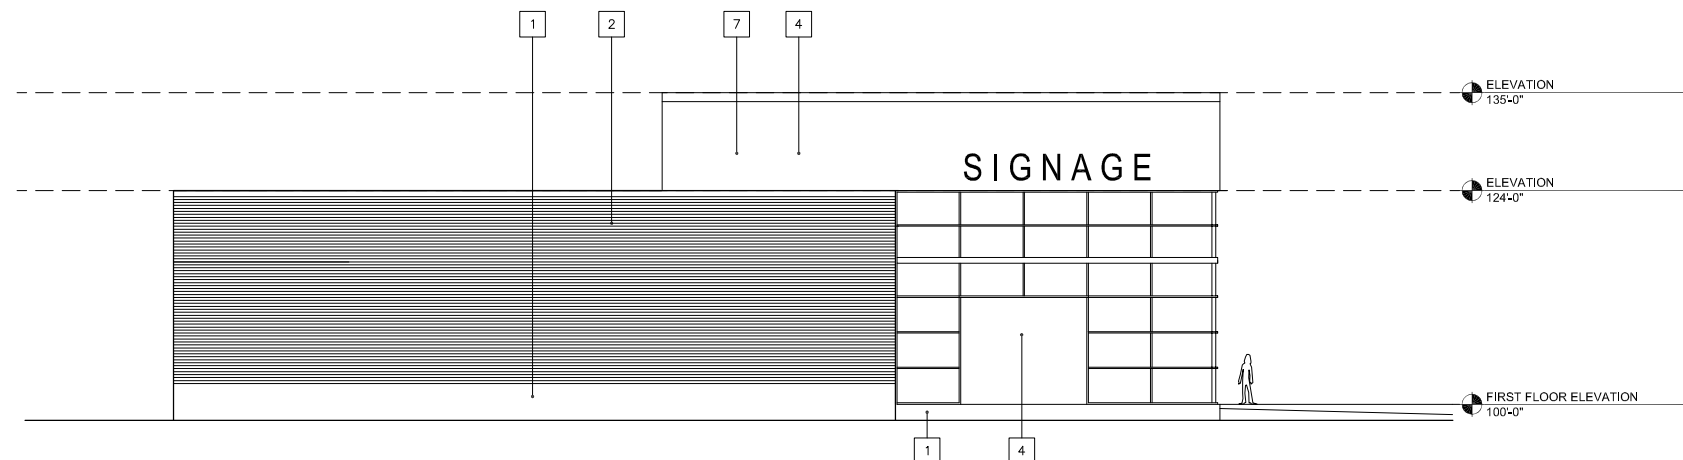 1
2
7
4
ELEVATION
135'-0"
SIGNAGE
ELEVATION
124'-0"
FIRST FLOOR ELEVATION
100'-0"
1
4